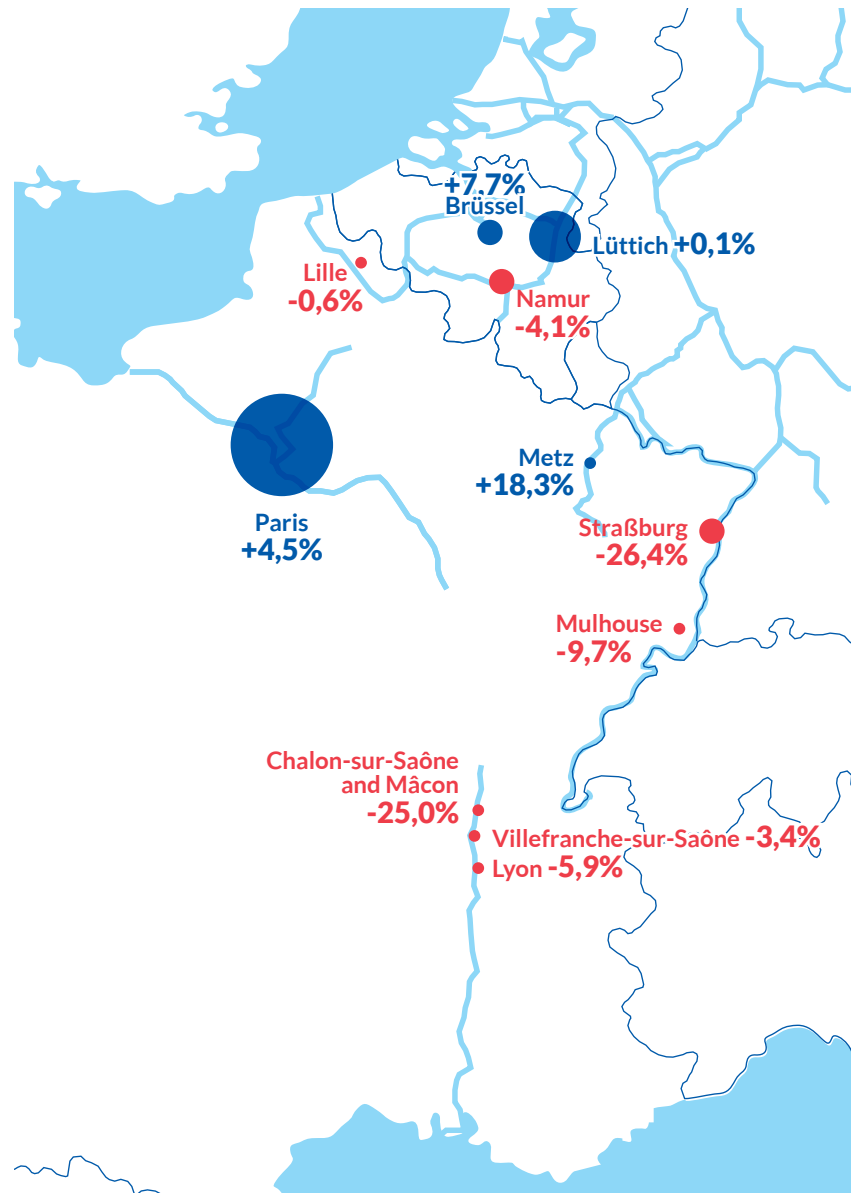 +7,7%
Brüssel
Lüttich +0,1%
Lille
-0,6%
Namur
-4,1%
Metz
+18,3%
Paris
+4,5%
Straßburg
-26,4%
Mulhouse
-9,7%
Chalon-sur-Saône
and Mâcon
-25,0%
Villefranche-sur-Saône -3,4%
Lyon -5,9%